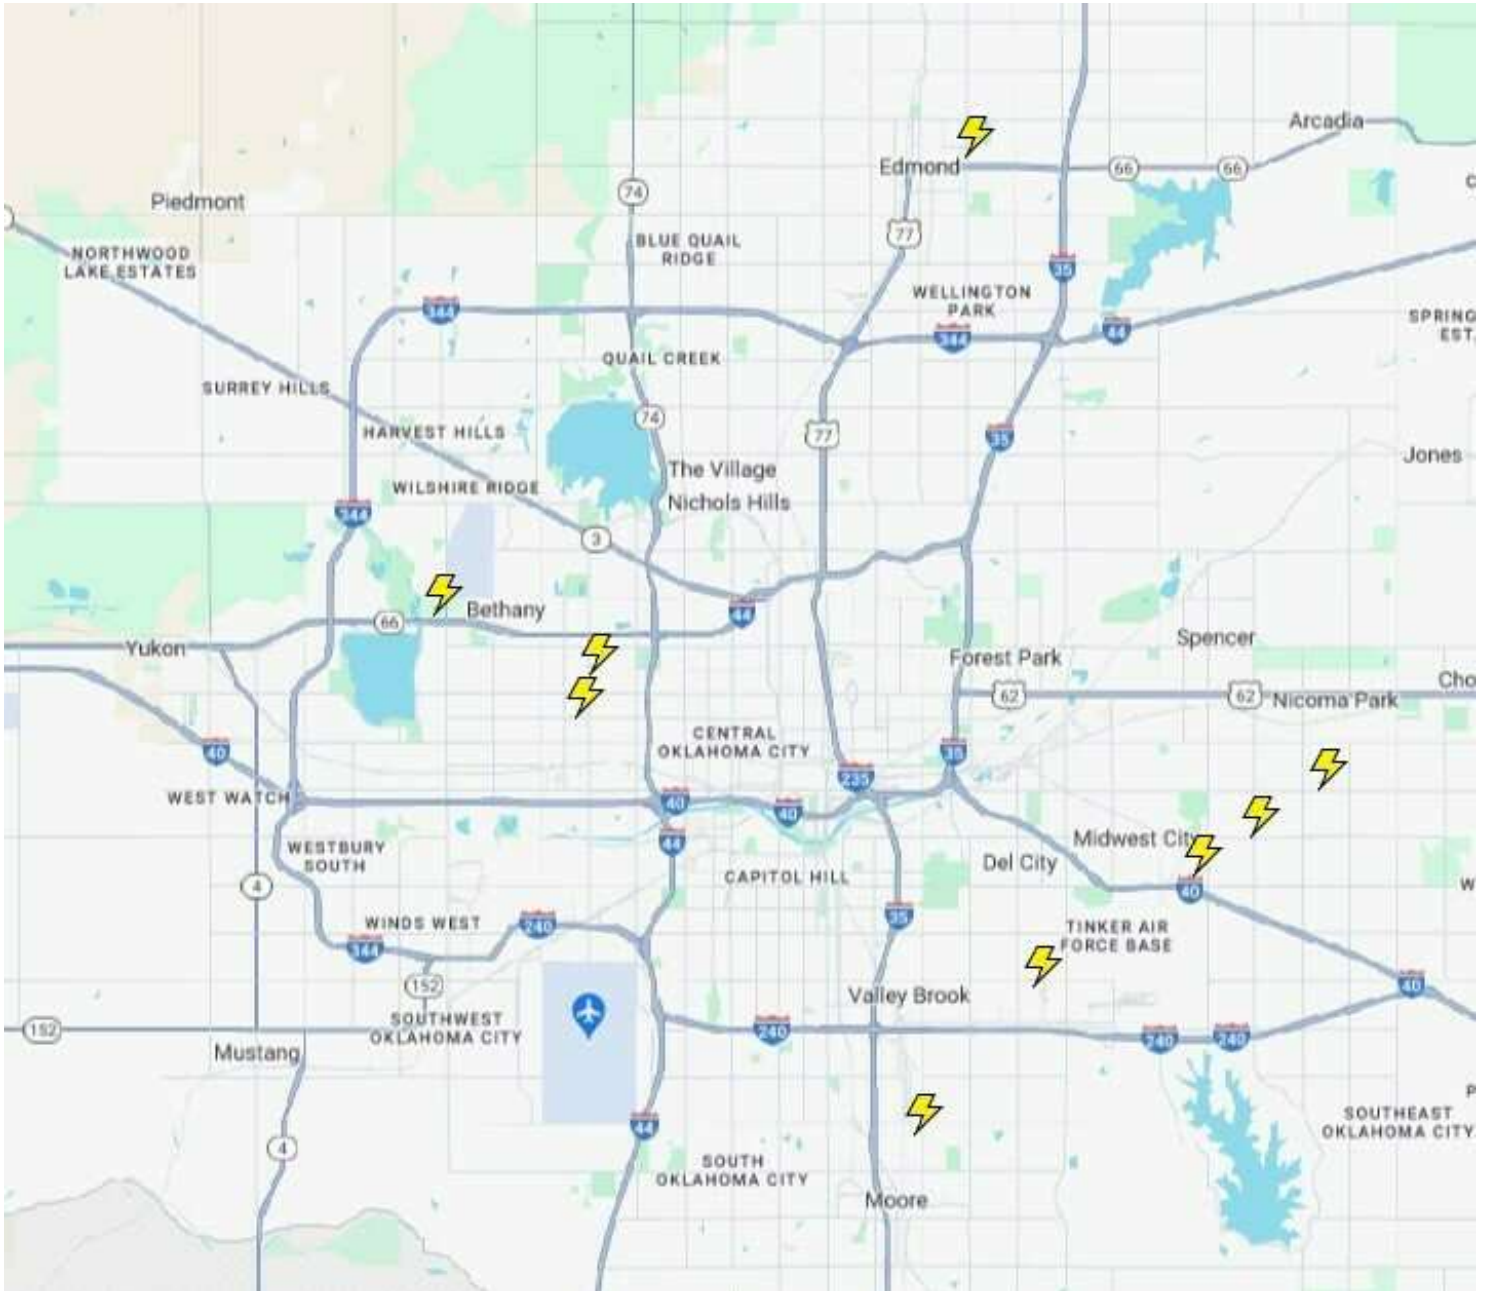 Arcadia
Edmond
66
66
74
Piedmont
77
BLUE QUAIL
RIDGE
NORTHWOOD
LAKE ESTATES
35
WELLINGTON
PARK
344
344
44
SPRING
EST.
QUAIL CREEK
SURREY HILLS
74
HARVEST HILLS
77
35
Jones
The Village
WILSHIRE RIDGE
Nichols Hills
344
3
Bethany
44
66
Spencer
Yukon
Forest Park
Cho
62
62
Nicoma Park
CENTRAL
OKLAHOMA CITY
40
35
235
WEST WATCH
40
40
44
Midwest City
WESTBURY
SOUTH
Del City
CAPITOL HILL
4
40
W
35
WINDS WEST
240
TINKER AIR
FORCE BASE
344
152
40
Valley Brook
152
SOUTHWEST
OKLAHOMA CITY
240
240
240
Mustang
P
44
SOUTHEAST
OKLAHOMA CITY
4
SOUTH
OKLAHOMA CITY
Moore